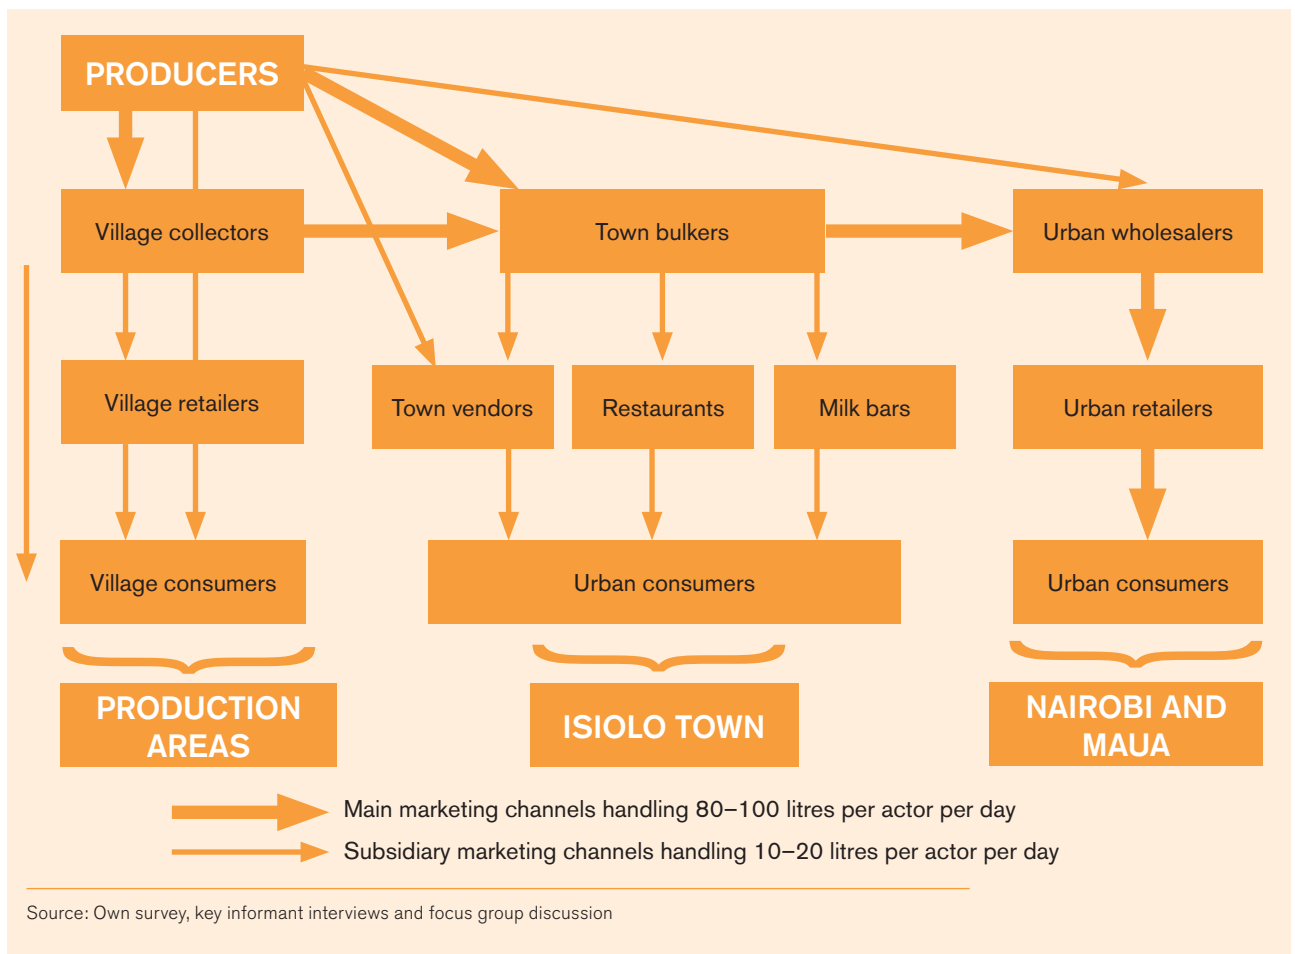 PRODUCERS
Village collectors
Town bulkers
Urban wholesalers
Village retailers
Town vendors
Restaurants
Milk bars
Urban retailers
Village consumers
Urban consumers
Urban consumers
PRODUCTION
AREAS
ISIOLO TOWN
NAIROBI AND
MAUA
Main marketing channels handling 80–100 litres per actor per day
Subsidiary marketing channels handling 10–20 litres per actor per day
Source: Own survey, key informant interviews and focus group discussion